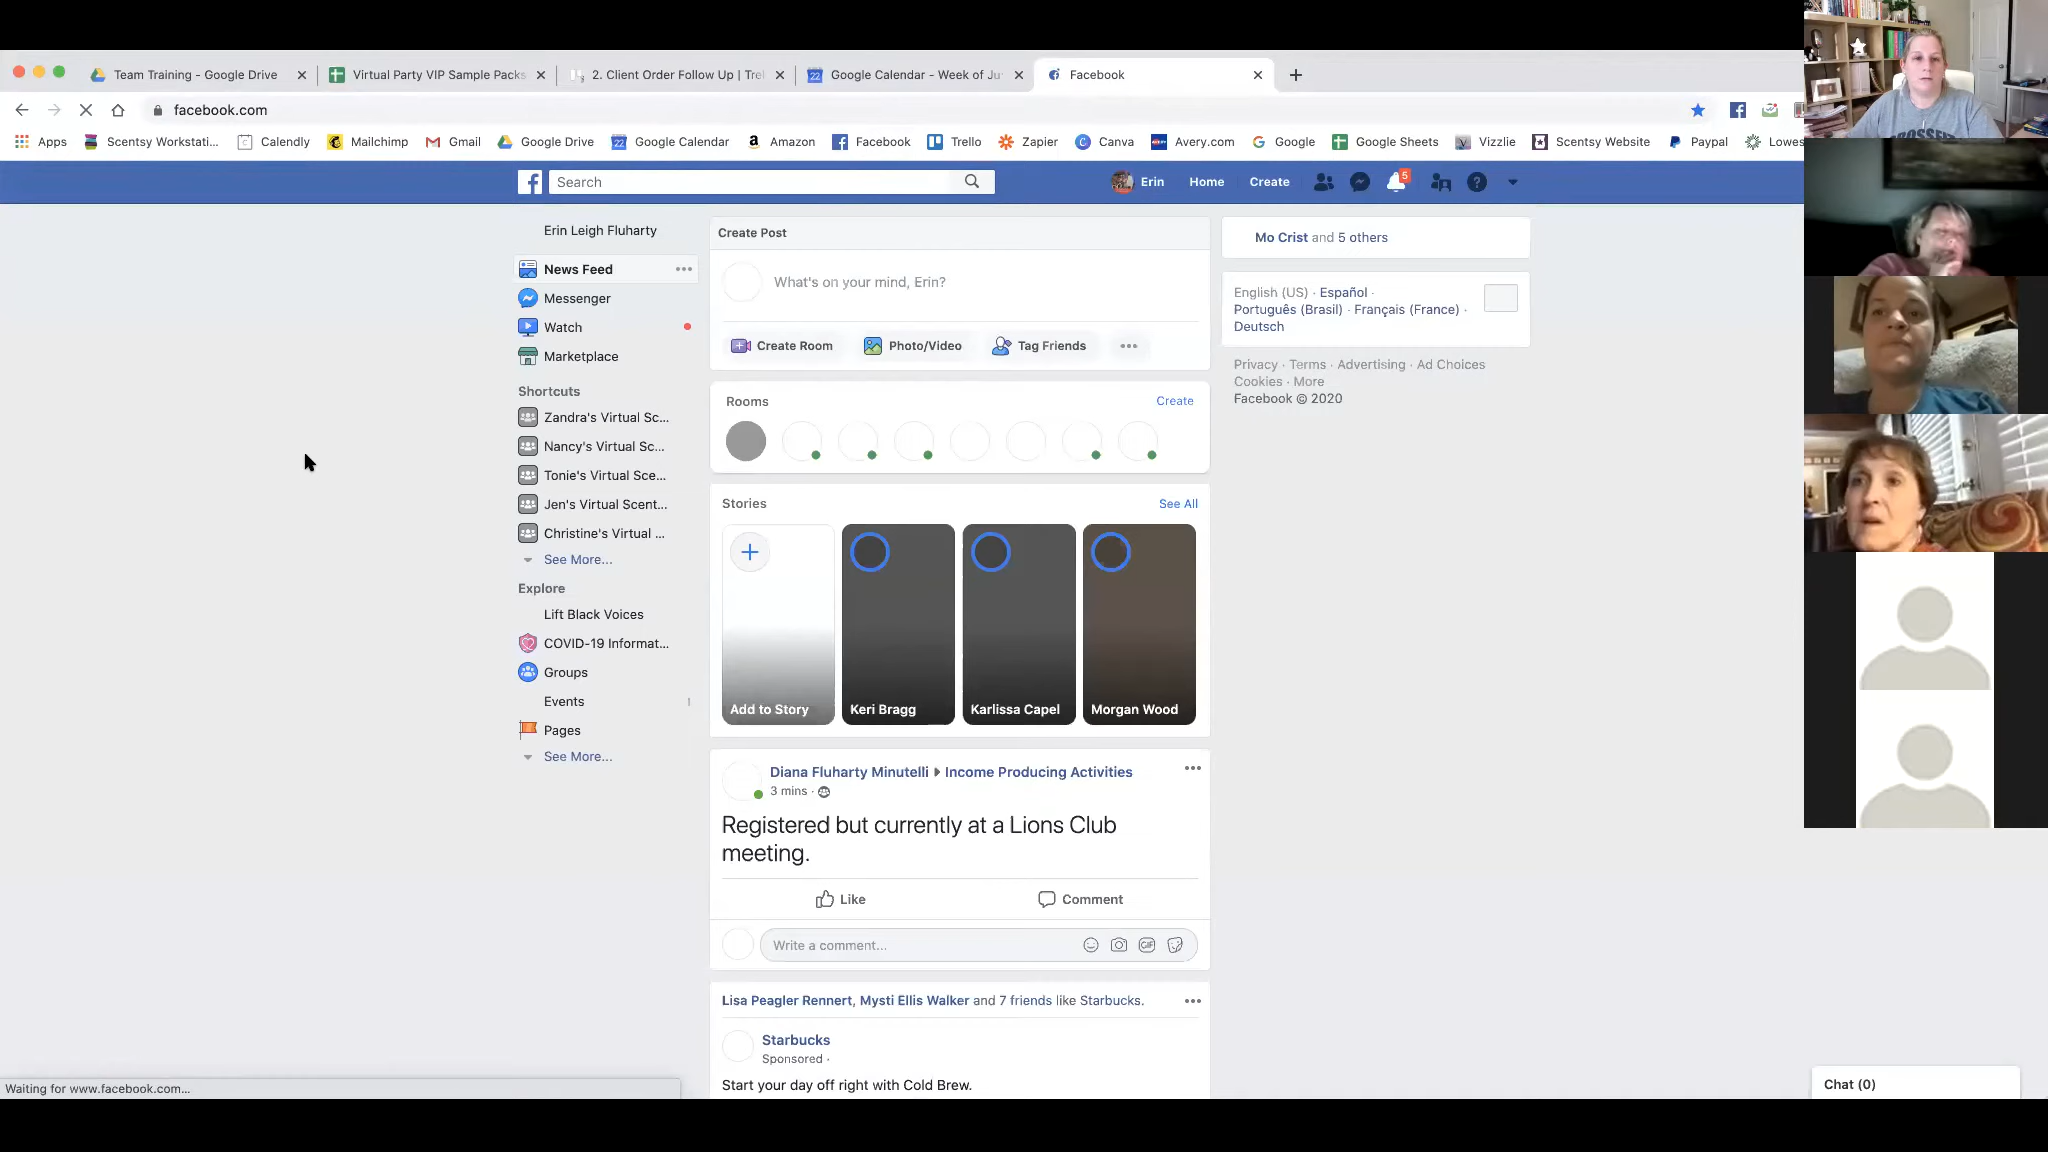 Team Training - Google Drive
Virtual Party VIP Sample Packs
2. Client Order Follow Up | Trel
Google Calendar - Week of Ju
Facebook
facebook.com
Apps
Scentsy Workstati...
Calendly
Mailchimp
Gmail
Google Drive
Google Calendar
Amazon
Facebook
Trello
Zapier
Canva
Avery.com
Google
Google Sheets
Vizzlie
Scentsy Website
Paypal
Lowes
Search
Erin
Home
Create
5
Erin Leigh Fluharty
News Feed
Messenger
Watch
Marketplace
Shortcuts
Zandra's Virtual Sc...
Nancy's Virtual Sc...
Tonie's Virtual Sce...
Jen's Virtual Scent...
Christine's Virtual ...
See More...
Explore
Lift Black Voices
COVID-19 Informat...
Groups
Events 1
Pages
See More...
Create Post
What's on your mind, Erin?
Create Room
Photo/Video
Tag Friends
Rooms
Create
Stories
See All
Add to Story
Keri Bragg
Karlissa Capel
Morgan Wood
Diana Fluharty Minutelli Income Producing Activities
3 mins ·
Registered but currently at a Lions Club
meeting.
Like
Comment
Write a comment...
GIF
Lisa Peagler Rennert, Mysti Ellis Walker and 7 friends like Starbucks.
Starbucks
Sponsored ·
Start your day off right with Cold Brew.
Mo Crist and 5 others
English (US) · Español ·
Português (Brasil) · Français (France) ·
Deutsch
Privacy · Terms · Advertising · Ad Choices
Cookies · More
Facebook © 2020
Waiting for www.facebook.com...
Chat (0)